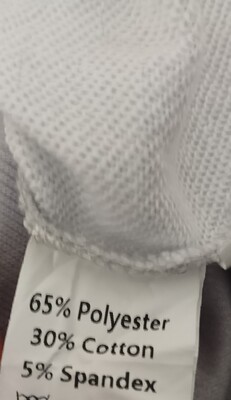 65% Polyester
30% Cotton
5% Spandex